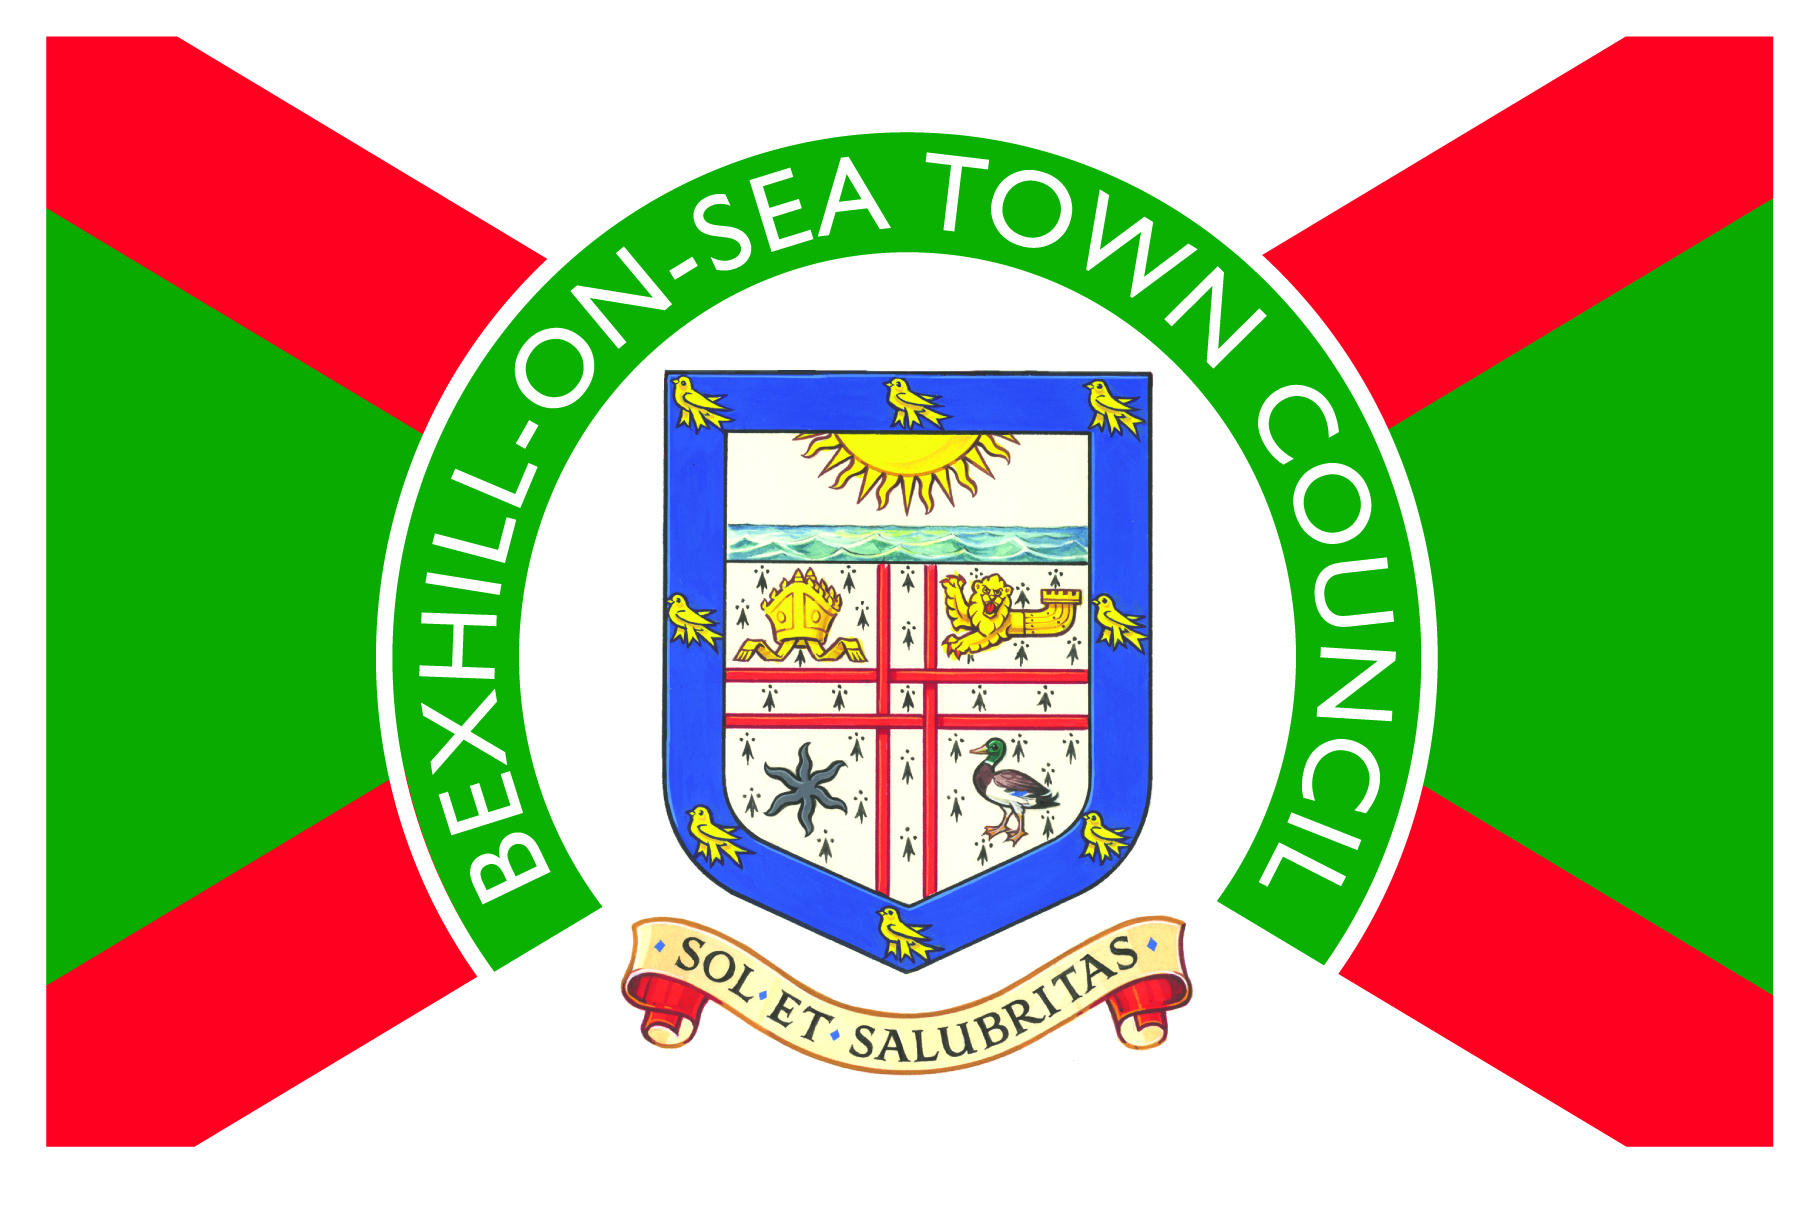 BEXHILL-ON-SEA TOWN COUNCIL
SOL · ET · SALUBRITAS